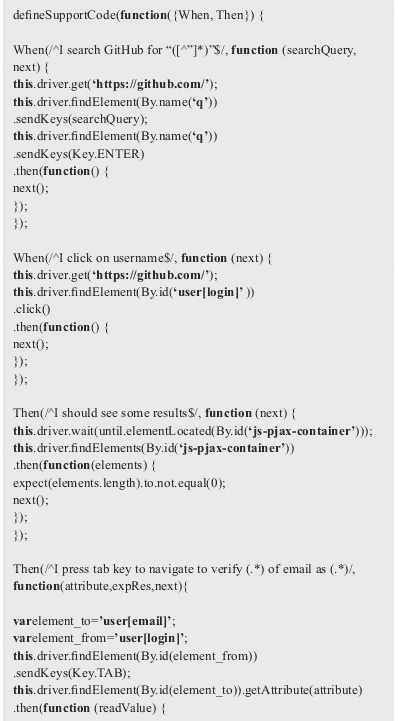 defineSupportCode(function({When, Then}) {
When(/^I search GitHub for “([^”]*)”$/, function (searchQuery,
next) {
this.driver.get(‘https://github.com/’);
this.driver.findElement(By.name(‘q’))
.sendKeys(searchQuery);
this.driver.findElement(By.name(‘q’))
.sendKeys(Key.ENTER)
.then(function() {
next();
});
});
When(/^I click on username$/, function (next) {
this.driver.get(‘https://github.com/’);
this.driver.findElement(By.id(‘user[login]’ ))
.click()
.then(function() {
next();
});
});
Then(/^I should see some results$/, function (next) {
this.driver.wait(until.elementLocated(By.id(‘js-pjax-container’)));
this.driver.findElements(By.id(‘js-pjax-container’))
.then(function(elements) {
expect(elements.length).to.not.equal(0);
next();
});
});
Then(/^I press tab key to navigate to verify (.*) of email as (.*)/,
function(attribute,expRes,next){
varelement_to=’user[email]’;
varelement_from=’user[login]’;
this.driver.findElement(By.id(element_from))
.sendKeys(Key.TAB);
this.driver.findElement(By.id(element_to)).getAttribute(attribute)
.then(function (readValue) {